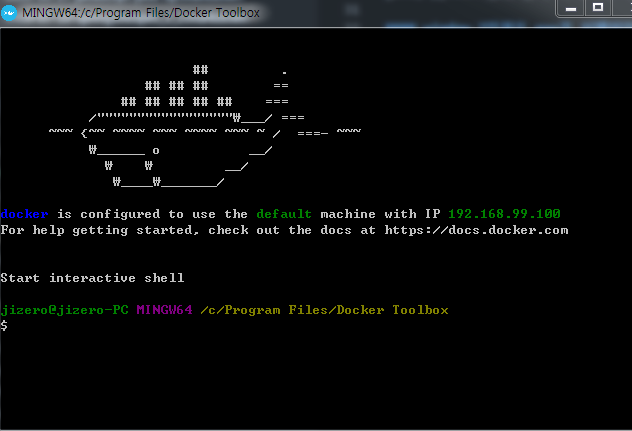 MINGW64:/c/Program Files/Docker Toolbox
                        ##         .
                  ## ## ##        ==
               ## ## ## ## ##    ===
           /"""""""""""""""""₩___/ ===
      ~~~ {~~ ~~~~ ~~~ ~~~~ ~~~ ~ /  ===- ~~~
           ₩______ o           __/
             ₩    ₩         __/
              ₩____₩_______/
docker is configured to use the default machine with IP 192.168.99.100
For help getting started, check out the docs at https://docs.docker.com
Start interactive shell
jizero@jizero-PC MINGW64 /c/Program Files/Docker Toolbox
$